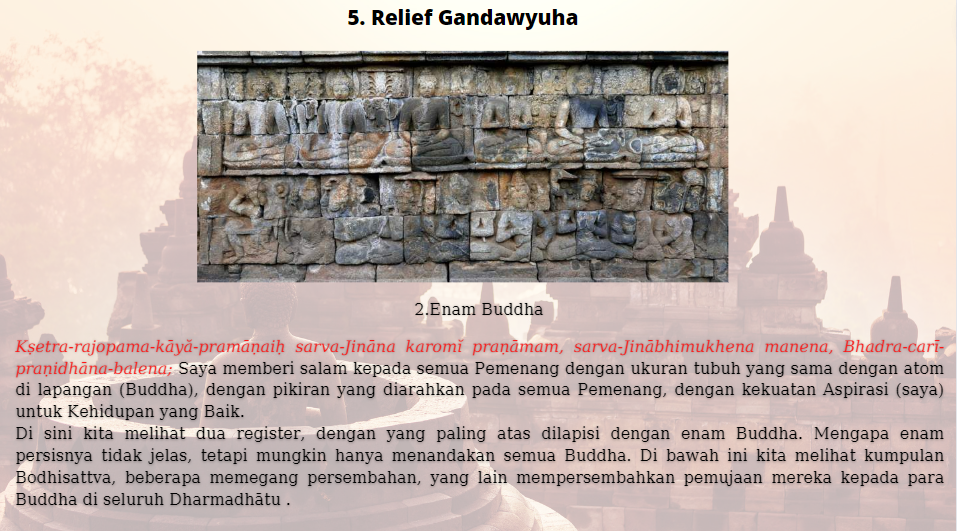 5. Relief Gandawyuha
2.Enam Buddha
Kṣetra-rajopama-kāyă-pramāṇaiḥ sarva-Jināna karomĭ praṇāmam, sarva-Jinābhimukhena manena, Bhadra-carī-
praṇidhāna-balena; Saya memberi salam kepada semua Pemenang dengan ukuran tubuh yang sama dengan atom
di lapangan (Buddha), dengan pikiran yang diarahkan pada semua Pemenang, dengan kekuatan Aspirasi (saya)
untuk Kehidupan yang Baik.
Di sini kita melihat dua register, dengan yang paling atas dilapisi dengan enam Buddha. Mengapa enam
persisnya tidak jelas, tetapi mungkin hanya menandakan semua Buddha. Di bawah ini kita melihat kumpulan
Bodhisattva, beberapa memegang persembahan, yang lain mempersembahkan pemujaan mereka kepada para
Buddha di seluruh Dharmadhātu .